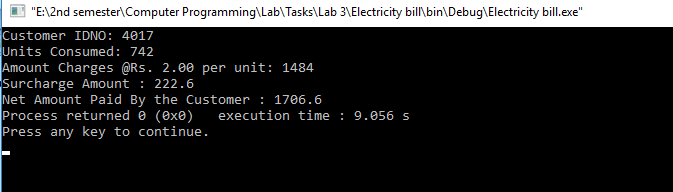 "E:\2nd semester\Computer Programming\Lab\Tasks\Lab 3\Electricity bill\bin\Debug\Electricity bill.exe"
Customer IDNO: 4017
Units Consumed: 742
Amount Charges @Rs. 2.00 per unit: 1484
Surcharge Amount : 222.6
Net Amount Paid By the Customer : 1706.6
Process returned 0 (0x0)   execution time : 9.056 s
Press any key to continue.